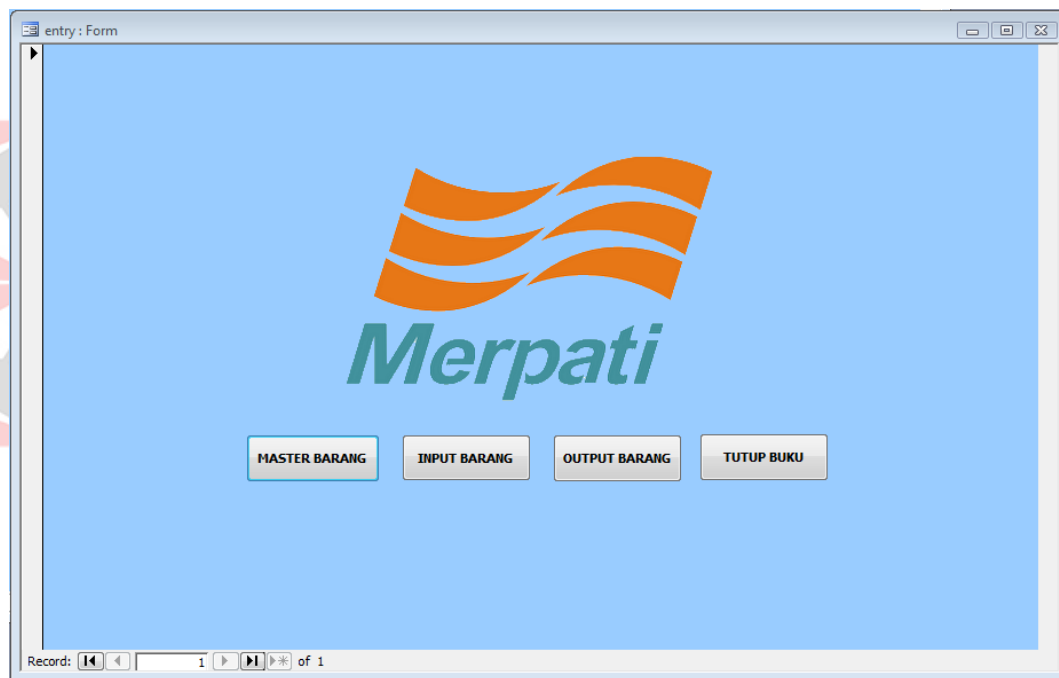 entry : Form
Merpati
MASTER BARANG INPUT BARANG OUTPUT BARANG TUTUP BUKU
Record: 1 of 1